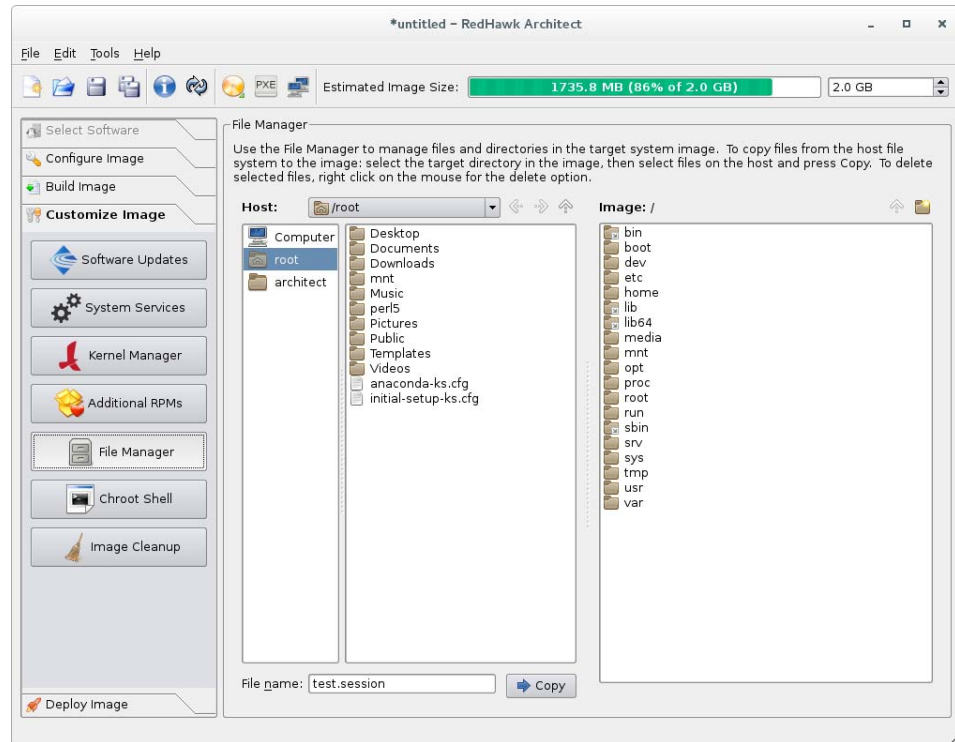 *untitled – RedHawk Architect
File Edit Tools Help
PXE
Estimated Image Size:
1735.8 MB (86% of 2.0 GB)
2.0 GB
Select Software
Configure Image
Build Image
Customize Image
Software Updates
System Services
Kernel Manager
Additional RPMs
File Manager
Chroot Shell
Image Cleanup
Deploy Image
File Manager
Use the File Manager to manage files and directories in the target system image. To copy files from the host file
system to the image: select the target directory in the image, then select files on the host and press Copy. To delete
selected files, right click on the mouse for the delete option.
Host:
/root
Computer
root
architect
Desktop
Documents
Downloads
mnt
Music
perl5
Pictures
Public
Templates
Videos
anaconda-ks.cfg
initial-setup-ks.cfg
File name:
test.session
Copy
Image: /
bin
boot
dev
etc
home
lib
lib64
media
mnt
opt
proc
root
run
sbin
srv
sys
tmp
usr
var